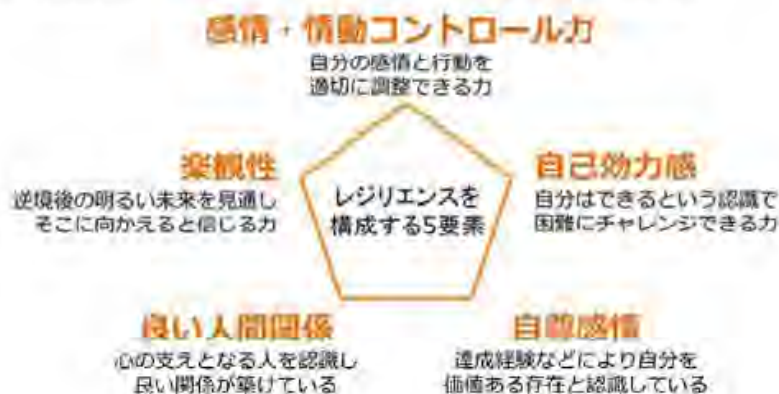 感情・情動コントロール力
自分の感情と行動を
適切に調整できる力
楽観性
逆境後の明るい未来を見通し
そこに向かえると信じる力
レジリエンスを
構成する5要素
自己効力感
自分はできるという認識で
困難にチャレンジできる力
良い人間関係
心の支えとなる人を認識し
良い関係が築けている
自尊感情
達成経験などにより自分を
価値ある存在と認識している